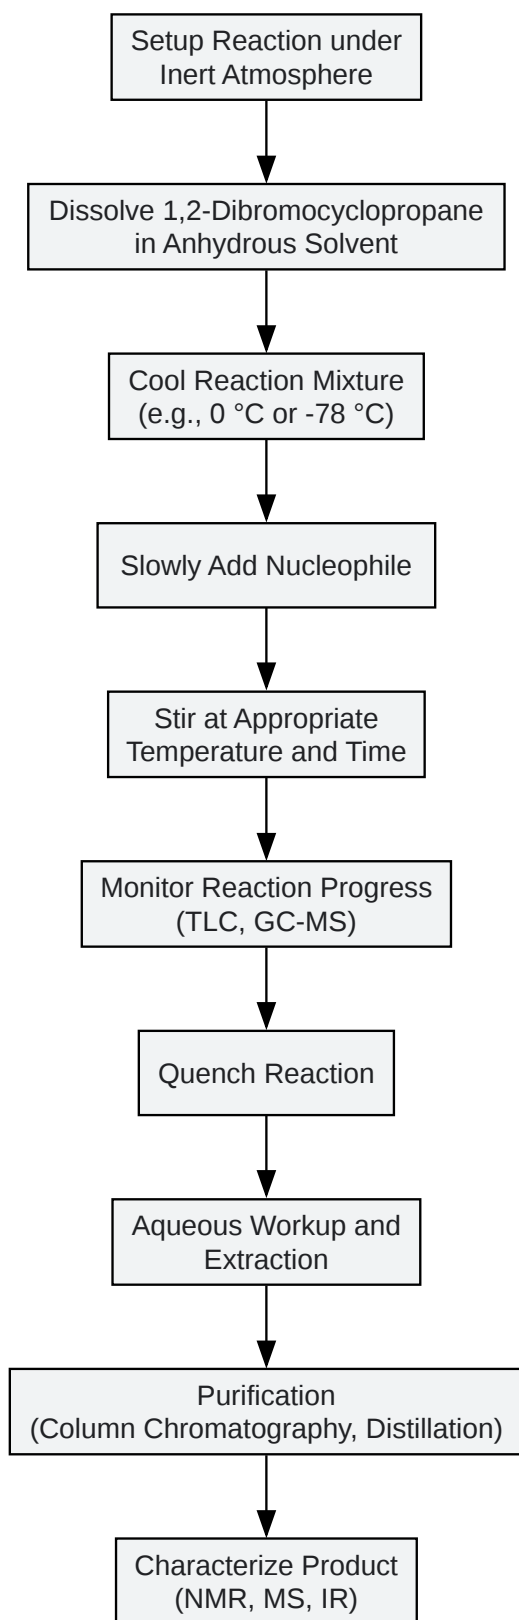 Setup Reaction under
Inert Atmosphere
Dissolve 1,2-Dibromocyclopropane
in Anhydrous Solvent
Cool Reaction Mixture
(e.g., 0 °C or -78 °C)
Slowly Add Nucleophile
Stir at Appropriate
Temperature and Time
Monitor Reaction Progress
(TLC, GC-MS)
Quench Reaction
Aqueous Workup and
Extraction
Purification
(Column Chromatography, Distillation)
Characterize Product
(NMR, MS, IR)